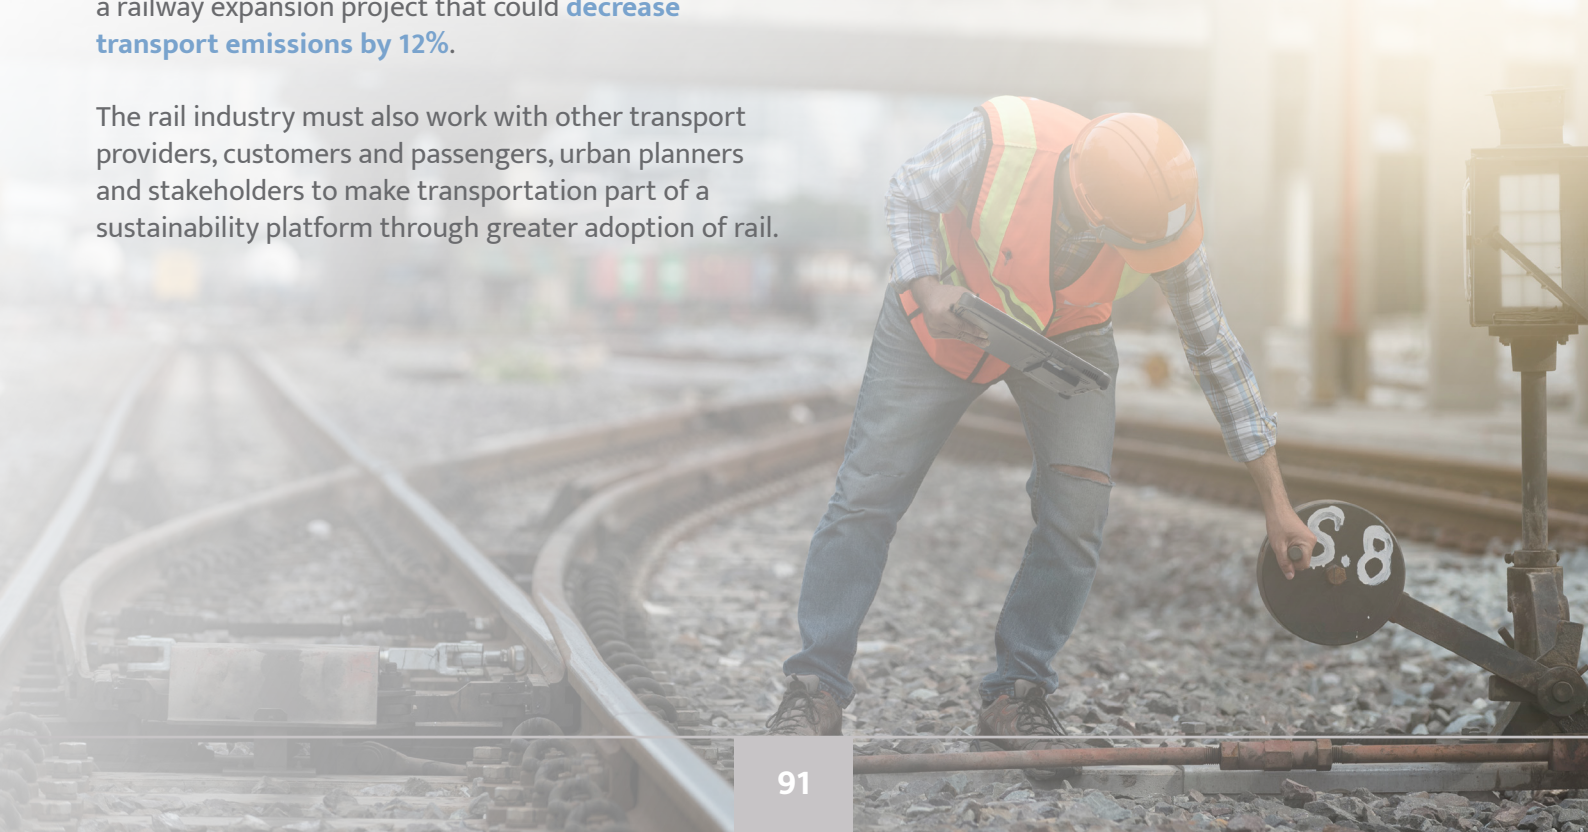 a railway expansion project that could decrease
transport emissions by 12%.
The rail industry must also work with other transport
providers, customers and passengers, urban planners
and stakeholders to make transportation part of a
sustainability platform through greater adoption of rail.
S.8
91